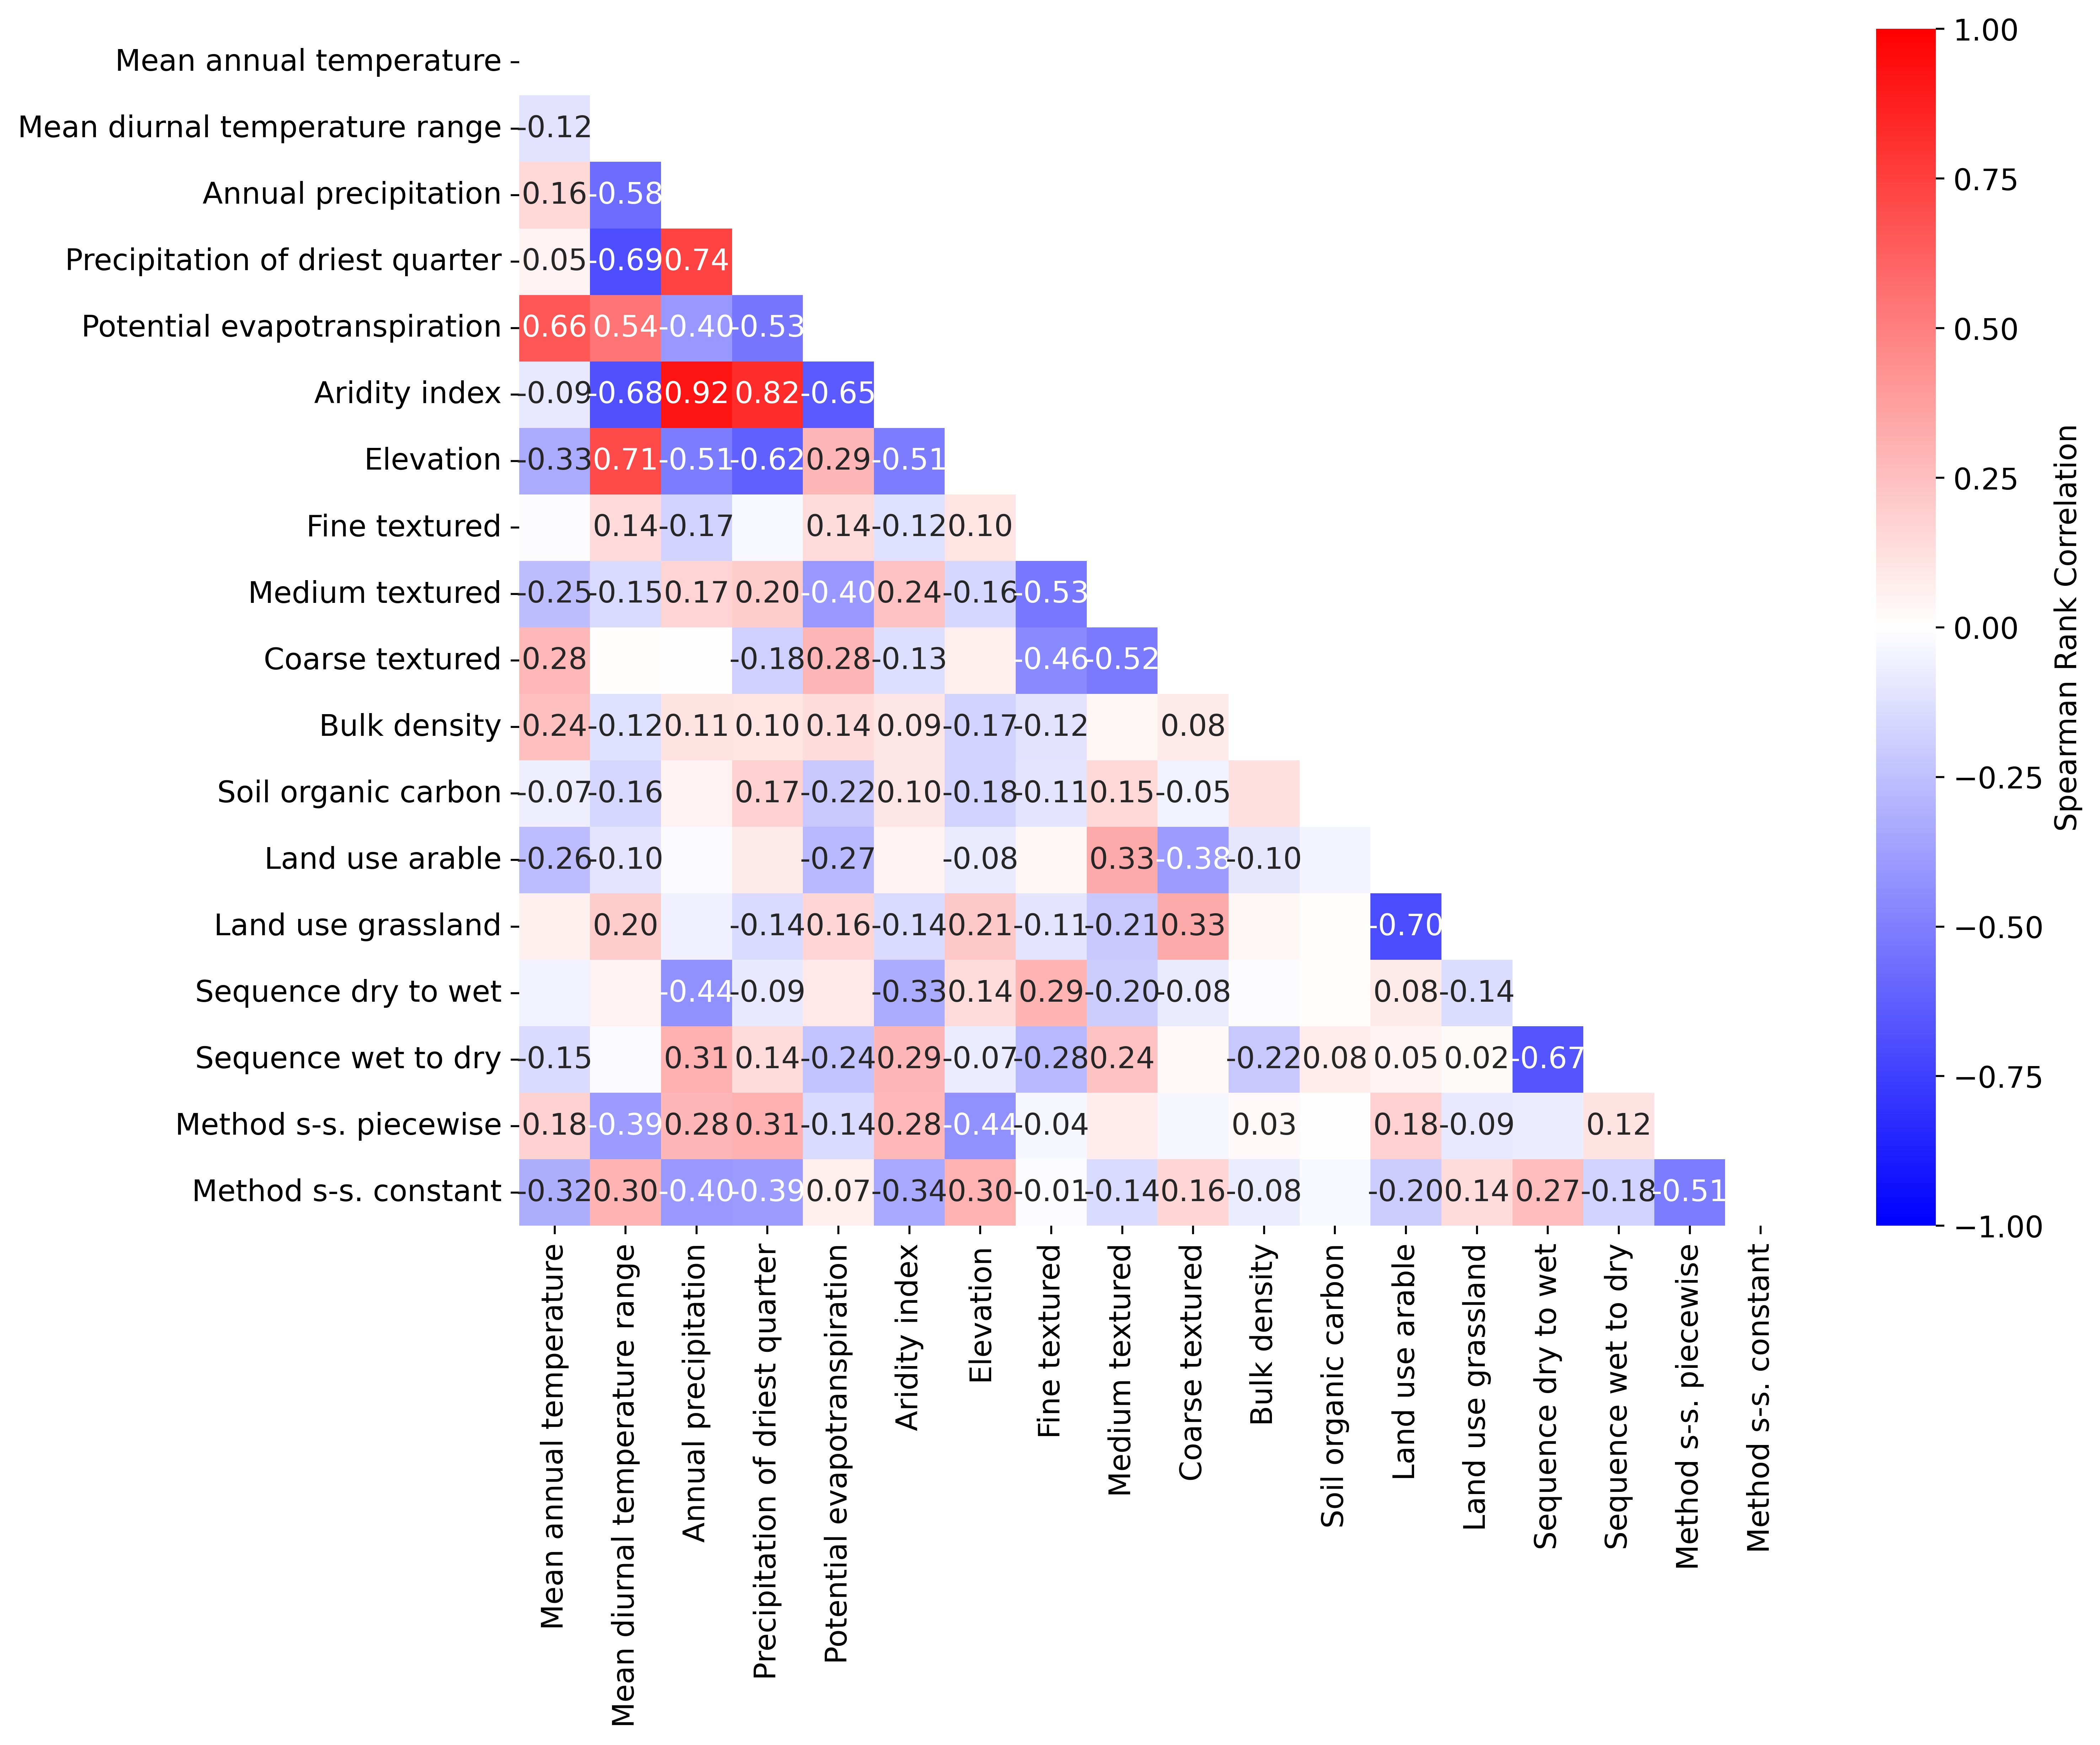 Mean annual temperature
Mean diurnal temperature range -0.12
Annual precipitation 0.16 -0.58
Precipitation of driest quarter 0.05 -0.69 0.74
Potential evapotranspiration 0.66 0.54 -0.40 -0.53
Aridity index -0.09 -0.68 0.92 0.82 -0.65
Elevation -0.33 0.71 -0.51 -0.62 0.29 -0.51
Fine textured 0.14 -0.17 0.14 -0.12 0.10
Medium textured -0.25 -0.15 0.17 0.20 -0.40 0.24 -0.16 -0.53
Coarse textured 0.28 -0.18 0.28 -0.13 -0.46 -0.52
Bulk density 0.24 -0.12 0.11 0.10 0.14 0.09 -0.17 -0.12 0.08
Soil organic carbon -0.07 -0.16 0.17 -0.22 0.10 -0.18 -0.11 0.15 -0.05
Land use arable -0.26 -0.10 -0.27 -0.08 0.33 -0.38 -0.10
Land use grassland 0.20 -0.14 0.16 -0.14 0.21 -0.11 -0.21 0.33 -0.70
Sequence dry to wet -0.44 -0.09 -0.33 0.14 0.29 -0.20 -0.08 0.08 -0.14
Sequence wet to dry -0.15 0.31 0.14 -0.24 0.29 -0.07 -0.28 0.24 -0.22 0.08 0.05 0.02 -0.67
Method s-s. piecewise 0.18 -0.39 0.28 0.31 -0.14 0.28 -0.44 -0.04 0.03 0.18 -0.09 0.12
Method s-s. constant -0.32 0.30 -0.40 -0.39 0.07 -0.34 0.30 -0.01 -0.14 0.16 -0.08 -0.20 0.14 0.27 -0.18 -0.51
Mean annual temperature
Mean diurnal temperature range
Annual precipitation
Precipitation of driest quarter
Potential evapotranspiration
Aridity index
Elevation
Fine textured
Medium textured
Coarse textured
Bulk density
Soil organic carbon
Land use arable
Land use grassland
Sequence dry to wet
Sequence wet to dry
Method s-s. piecewise
Method s-s. constant
1.00
0.75
0.50
0.25
0.00
−0.25
−0.50
−0.75
−1.00
Spearman Rank Correlation